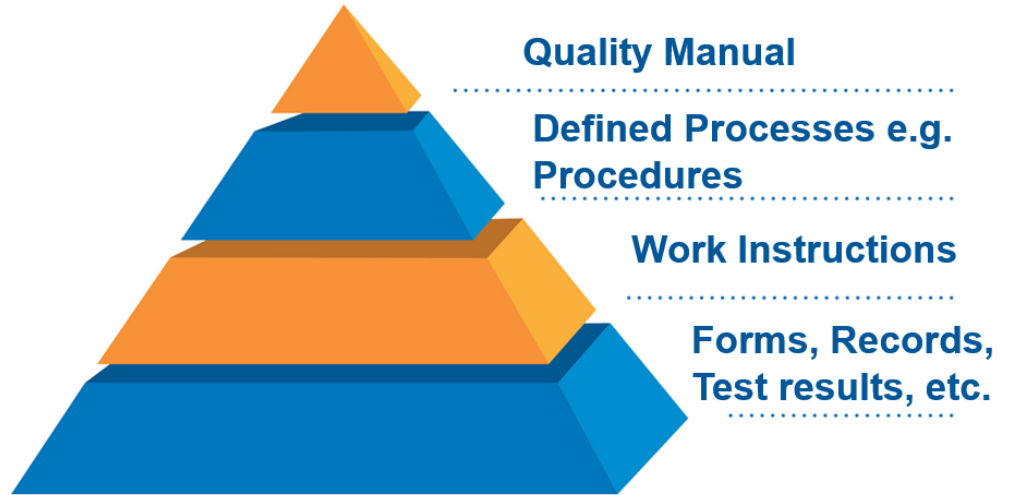 Quality Manual
Defined Processes e.g.
Procedures
Work Instructions
Forms, Records,
Test results, etc.